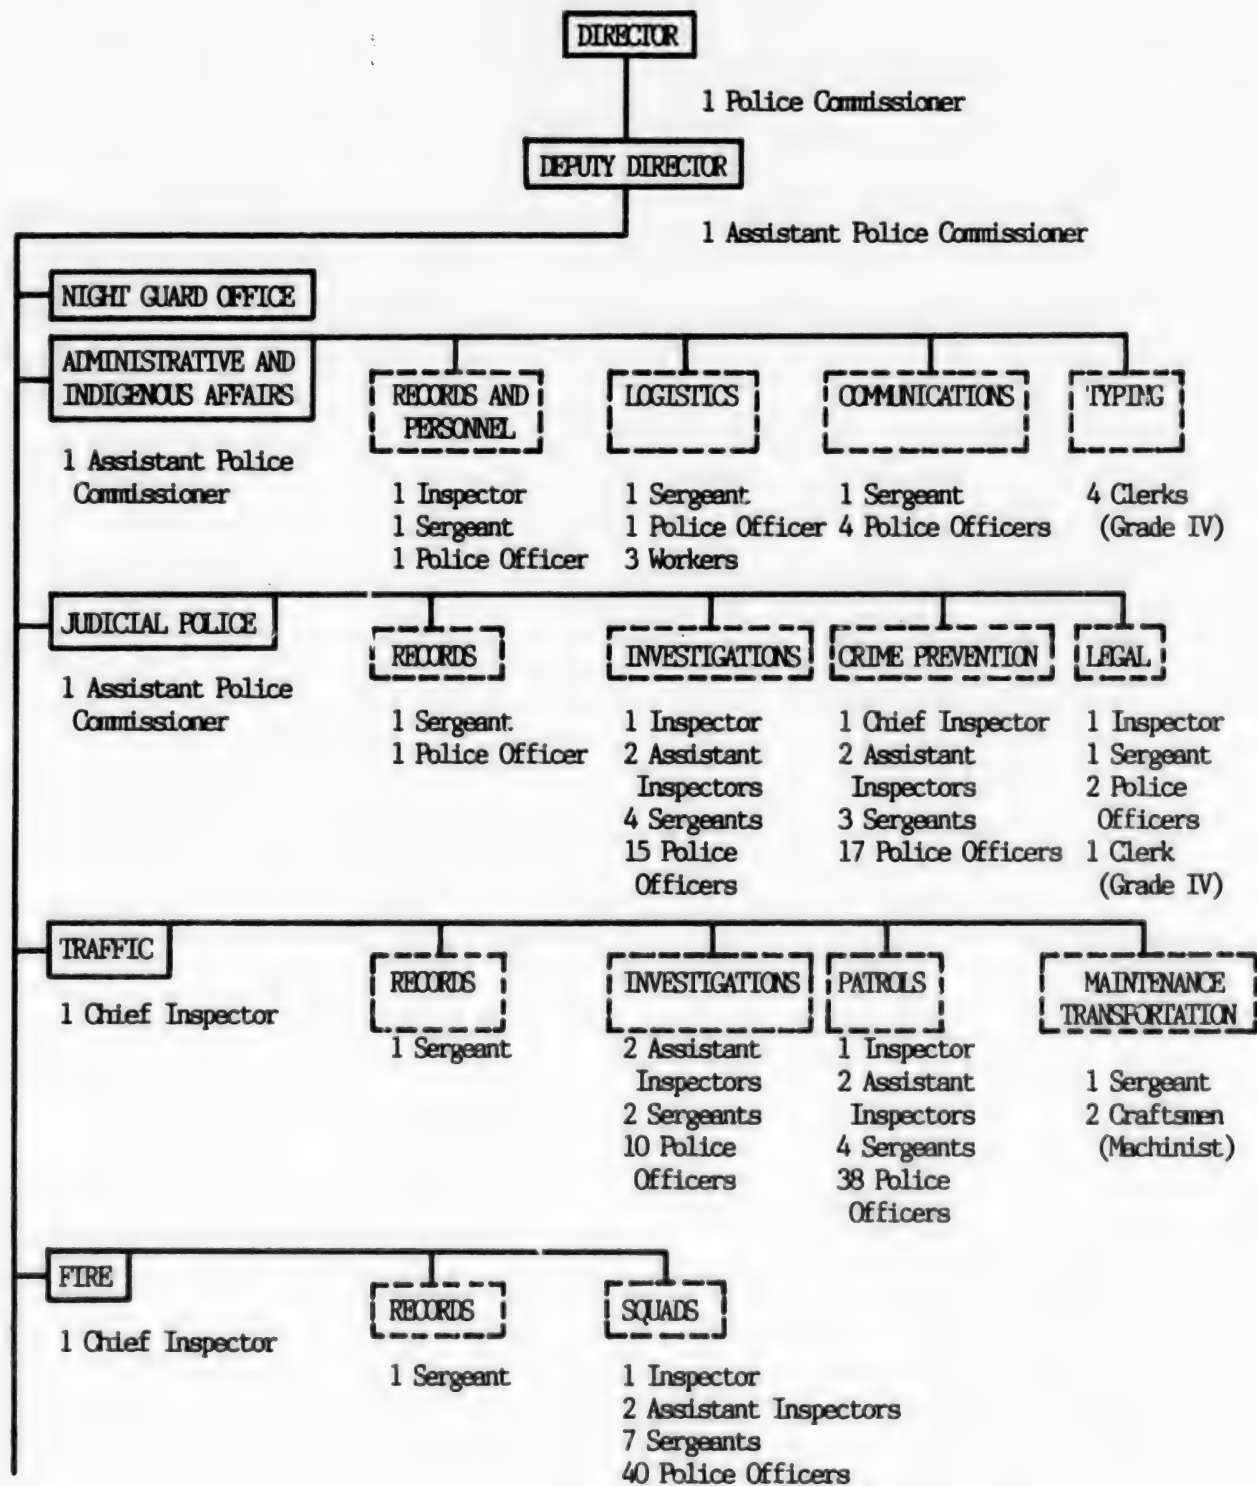 DIRECTOR
1 Police Commissioner
DEPUTY DIRECTOR
1 Assistant Police Commissioner
NIGHT GUARD OFFICE
ADMINISTRATIVE AND
INDIGENOUS AFFAIRS
1 Assistant Police
Commissioner
RECORDS AND
PERSONNEL
1 Inspector
1 Sergeant
1 Police Officer
LOGISTICS
1 Sergeant
1 Police Officer
3 Workers
COMMUNICATIONS
1 Sergeant
4 Police Officers
TYPING
4 Clerks
(Grade IV)
JUDICIAL POLICE
1 Assistant Police
Commissioner
RECORDS
1 Sergeant
1 Police Officer
INVESTIGATIONS
1 Inspector
2 Assistant
Inspectors
4 Sergeants
15 Police
Officers
CRIME PREVENTION
1 Chief Inspector
2 Assistant
Inspectors
3 Sergeants
17 Police Officers
LEGAL
1 Inspector
1 Sergeant
2 Police
Officers
1 Clerk
(Grade IV)
TRAFFIC
1 Chief Inspector
RECORDS
1 Sergeant
INVESTIGATIONS
2 Assistant
Inspectors
2 Sergeants
10 Police
Officers
PATROLS
1 Inspector
2 Assistant
Inspectors
4 Sergeants
38 Police
Officers
MAINTENANCE
TRANSPORTATION
1 Sergeant
2 Craftsmen
(Machinist)
FIRE
1 Chief Inspector
RECORDS
1 Sergeant
SQUADS
1 Inspector
2 Assistant Inspectors
7 Sergeants
40 Police Officers